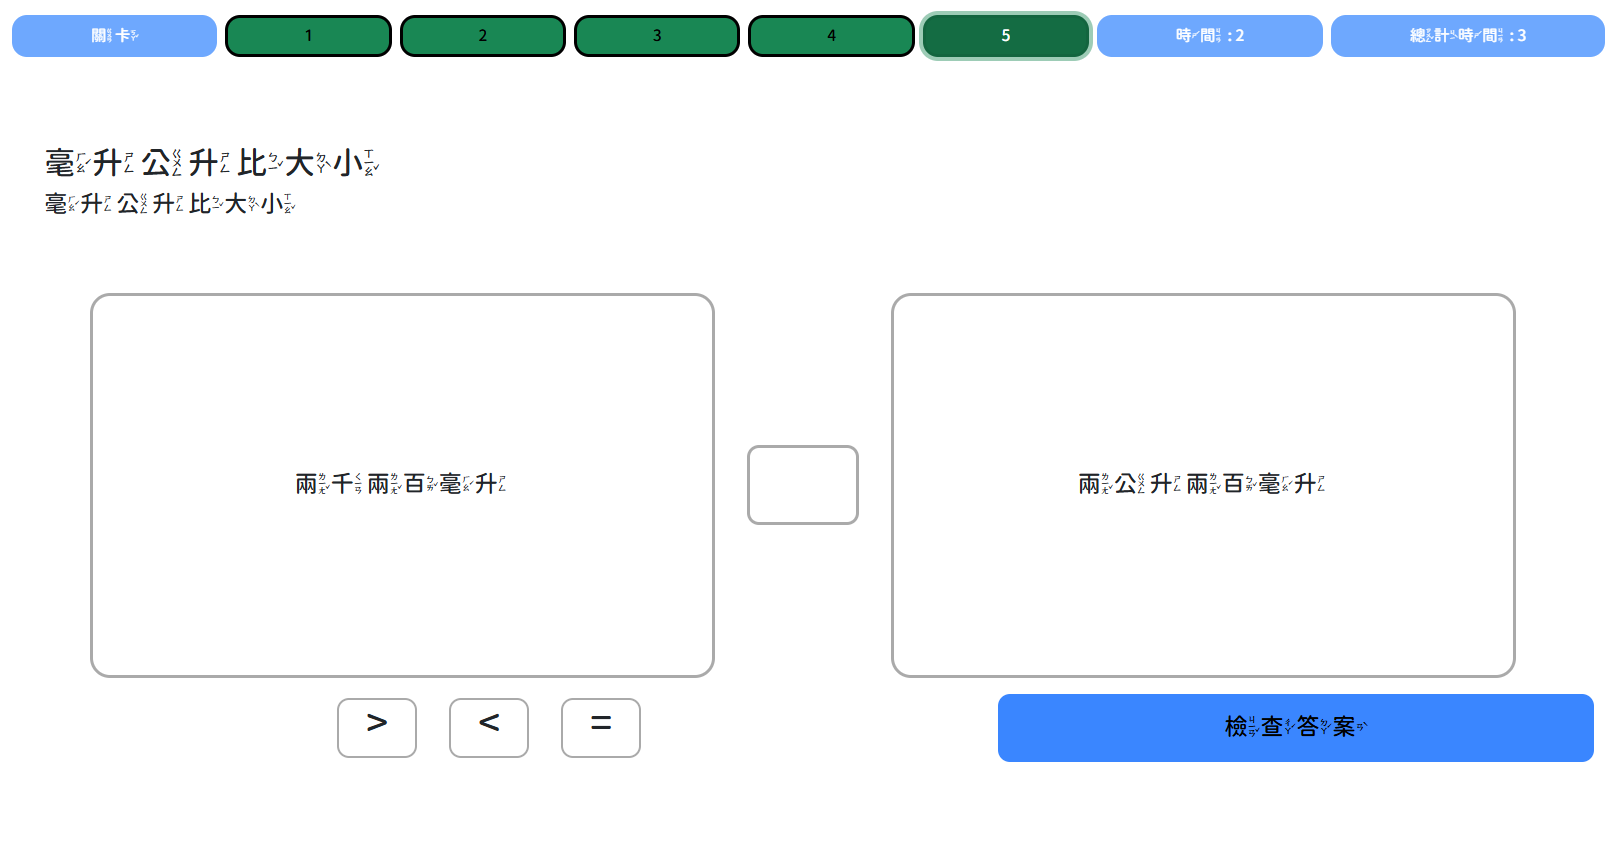 關卡 1 2 3 4 5 時間 : 2 總計時間 : 3
毫升公升比大小
毫升公升比大小
兩千兩百毫升
兩公升兩百毫升
> < =
檢查答案